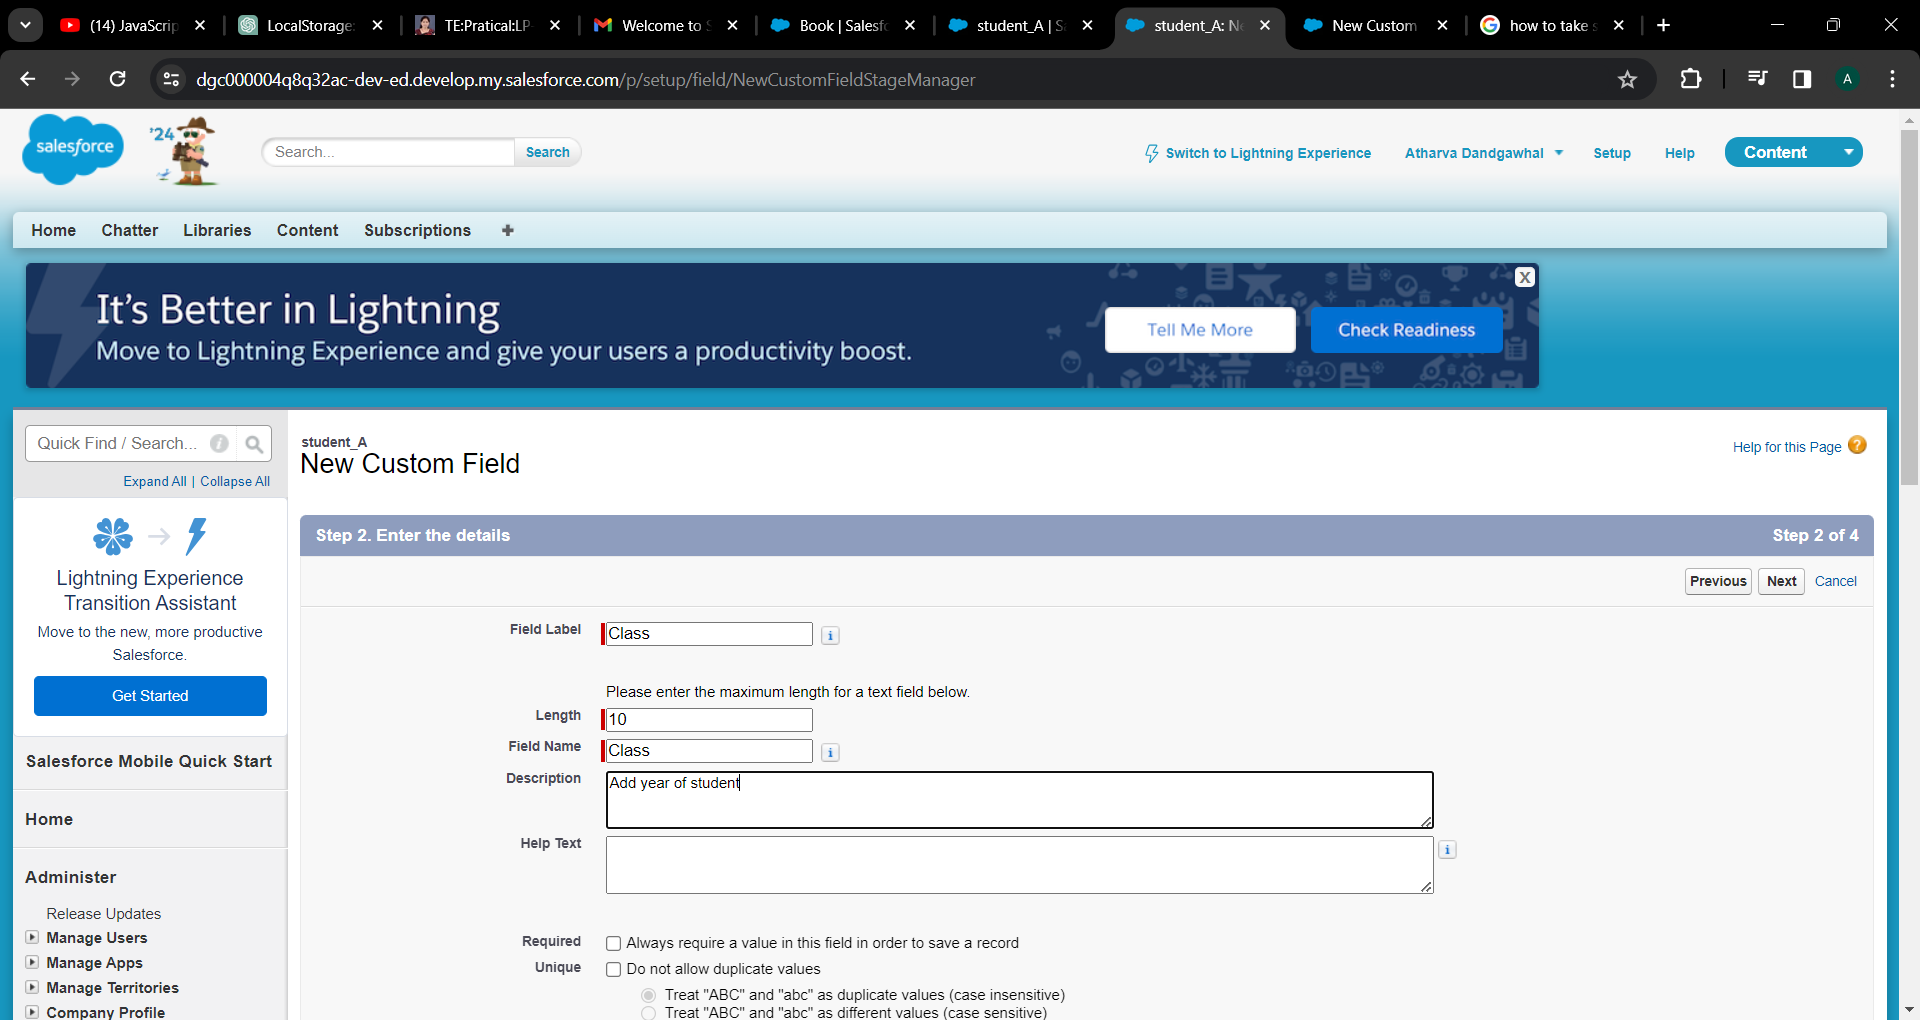 (14) JavaScrip
LocalStorage:
TE:Pratical:LP
Welcome to S
Book | Salesf
student_A | S
student_A: Ne
New Custom
how to take s
dgc000004q8q32ac-dev-ed.develop.my.salesforce.com/p/setup/field/NewCustomFieldStageManager
A
salesforce
'24
Search...
Search
Switch to Lightning Experience
Atharva Dandgawhal
Setup
Help
Content
Home
Chatter
Libraries
Content
Subscriptions
It's Better in Lightning
Move to Lightning Experience and give your users a productivity boost.
Tell Me More
Check Readiness
X
Quick Find / Search...
Expand All | Collapse All
student_A
New Custom Field
Help for this Page
Lightning Experience
Transition Assistant
Move to the new, more productive
Salesforce.
Get Started
Salesforce Mobile Quick Start
Home
Administer
Release Updates
Manage Users
Manage Apps
Manage Territories
Company Profile
Step 2. Enter the details
Step 2 of 4
Previous
Next
Cancel
Field Label
Class
Please enter the maximum length for a text field below.
Length
10
Field Name
Class
Description
Add year of student
Help Text
Required
Always require a value in this field in order to save a record
Unique
Do not allow duplicate values
Treat "ABC" and "abc" as duplicate values (case insensitive)
Treat "ABC" and "abc" as different values (case sensitive)